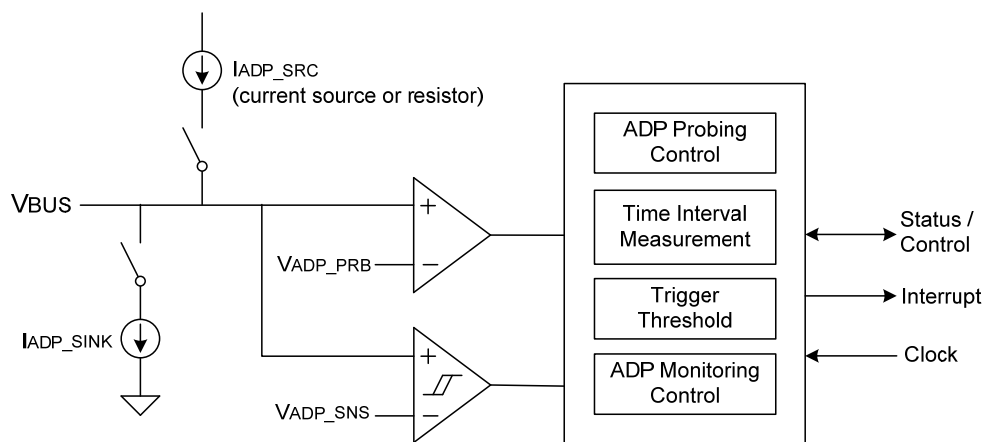 IADP_SRC
(current source or resistor)
VBUS
IADP_SINK
+
VADP_PRB
−
+
VADP_SNS
−
ADP Probing
Control
Time Interval
Measurement
Trigger
Threshold
ADP Monitoring
Control
Status /
Control
Interrupt
Clock